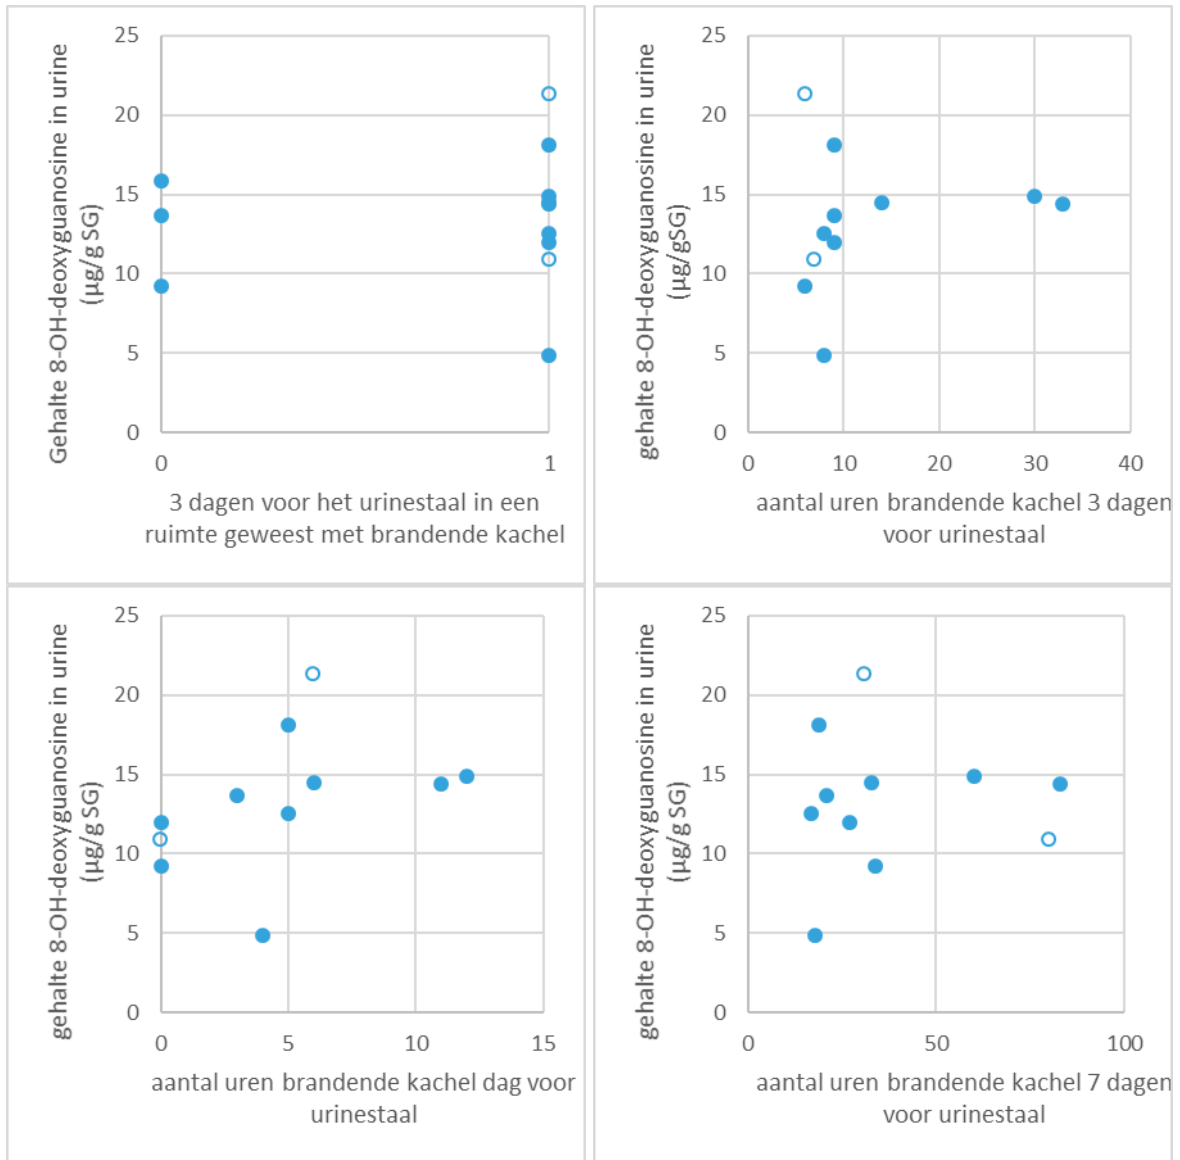 Gehalte 8-OH-deoxyguanosine in urine
(µg/g SG)
25
20
15
10
5
0
0
1
3 dagen voor het urinestaal in een
ruimte geweest met brandende kachel
gehalte 8-OH-deoxyguanosine in urine
(µg/gSG)
25
20
15
10
5
0
0
10
20
30
40
aantal uren brandende kachel 3 dagen
voor urinestaal
gehalte 8-OH-deoxyguanosine in urine
(µg/g SG)
25
20
15
10
5
0
0
5
10
15
aantal uren brandende kachel dag voor
urinestaal
gehalte 8-OH-deoxyguanosine in urine
(µg/g SG)
25
20
15
10
5
0
0
50
100
aantal uren brandende kachel 7 dagen
voor urinestaal